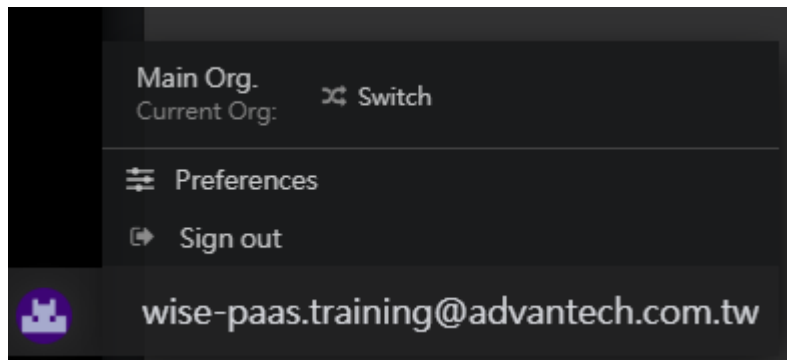 Main Org.
Current Org:
Switch
Preferences
Sign out
wise-paas.training@advantech.com.tw